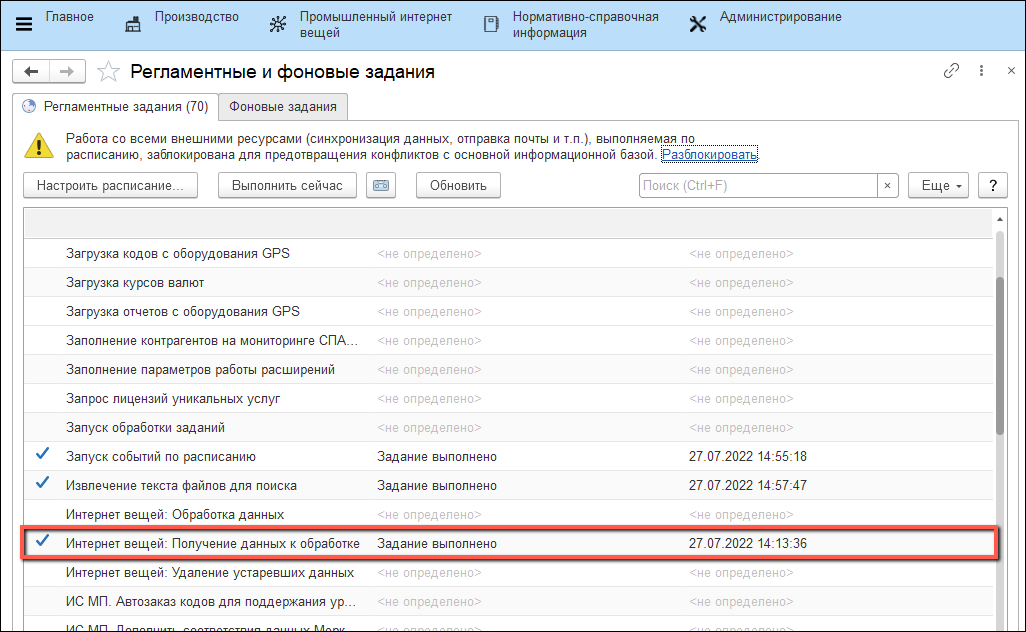 Главное
Производство
Промышленный интернет
вещей
Нормативно-справочная
информация
Администрирование
Регламентные и фоновые задания
Регламентные задания (70)
Фоновые задания
Работа со всеми внешними ресурсами (синхронизация данных, отправка почты и т.п.), выполняемая по
расписанию, заблокирована для предотвращения конфликтов с основной информационной базой. Разблокировать
Настроить расписание... Выполнить сейчас Обновить Поиск (Ctrl+F) × Еще ?
Загрузка кодов с оборудования GPS <не определено> <не определено>
Загрузка курсов валют <не определено> <не определено>
Загрузка отчетов с оборудования GPS <не определено> <не определено>
Заполнение контрагентов на мониторинге СПА... <не определено> <не определено>
Заполнение параметров работы расширений <не определено> <не определено>
Запрос лицензий уникальных услуг <не определено> <не определено>
Запуск обработки заданий <не определено> <не определено>
Запуск событий по расписанию Задание выполнено 27.07.2022 14:55:18
Извлечение текста файлов для поиска Задание выполнено 27.07.2022 14:57:47
Интернет вещей: Обработка данных <не определено> <не определено>
Интернет вещей: Получение данных к обработке Задание выполнено 27.07.2022 14:13:36
Интернет вещей: Удаление устаревших данных <не определено> <не определено>
ИС МП. Автозаказ кодов для поддержания ур... <не определено> <не определено>
ИС МП. Дополнить соответствия данных Мерк...